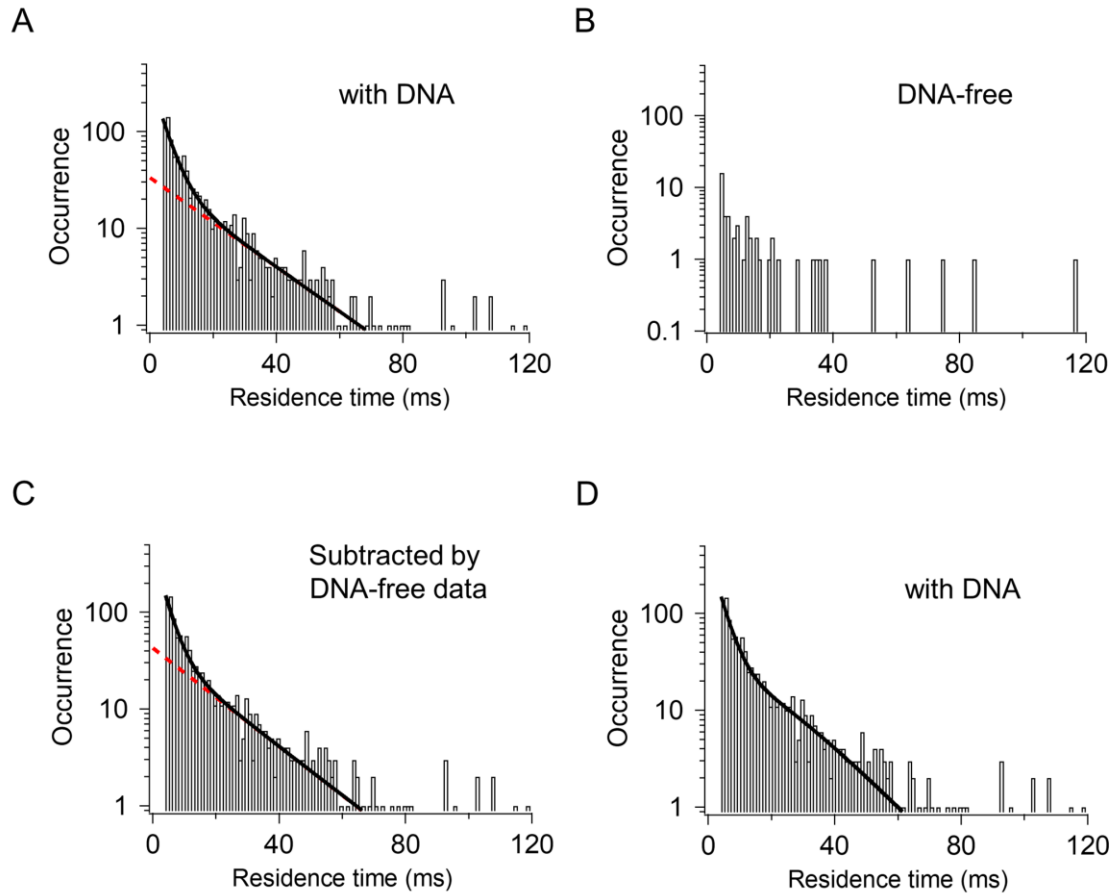 A
with DNA
Occurrence
100
10
1
0
40
80
120
Residence time (ms)
B
DNA-free
Occurrence
100
10
1
0.1
0
40
80
120
Residence time (ms)
C
Subtracted by
DNA-free data
Occurrence
100
10
1
0
40
80
120
Residence time (ms)
D
with DNA
Occurrence
100
10
1
0
40
80
120
Residence time (ms)